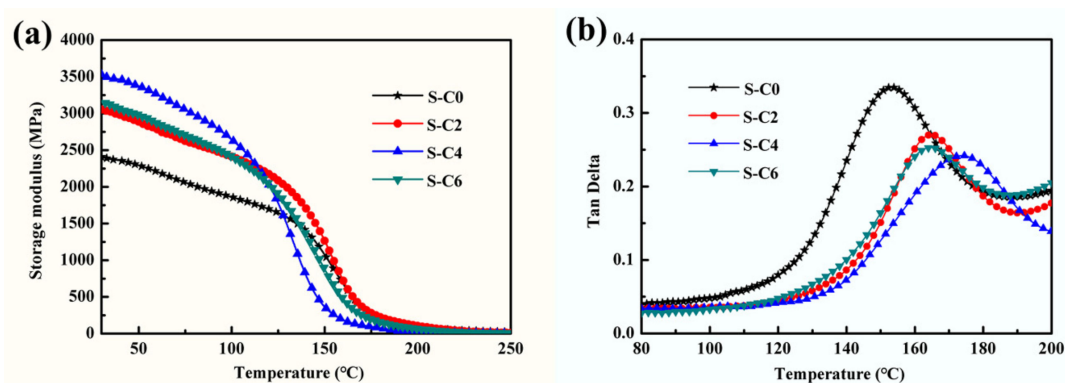 (a)
Storage modulus (MPa)
4000
3500
3000
2500
2000
1500
1000
500
0
S-C0
S-C2
S-C4
S-C6
50
100
150
200
250
Temperature (℃)
(b)
Tan Delta
0.4
0.3
0.2
0.1
0.0
S-C0
S-C2
S-C4
S-C6
80
100
120
140
160
180
200
Temperature (℃)